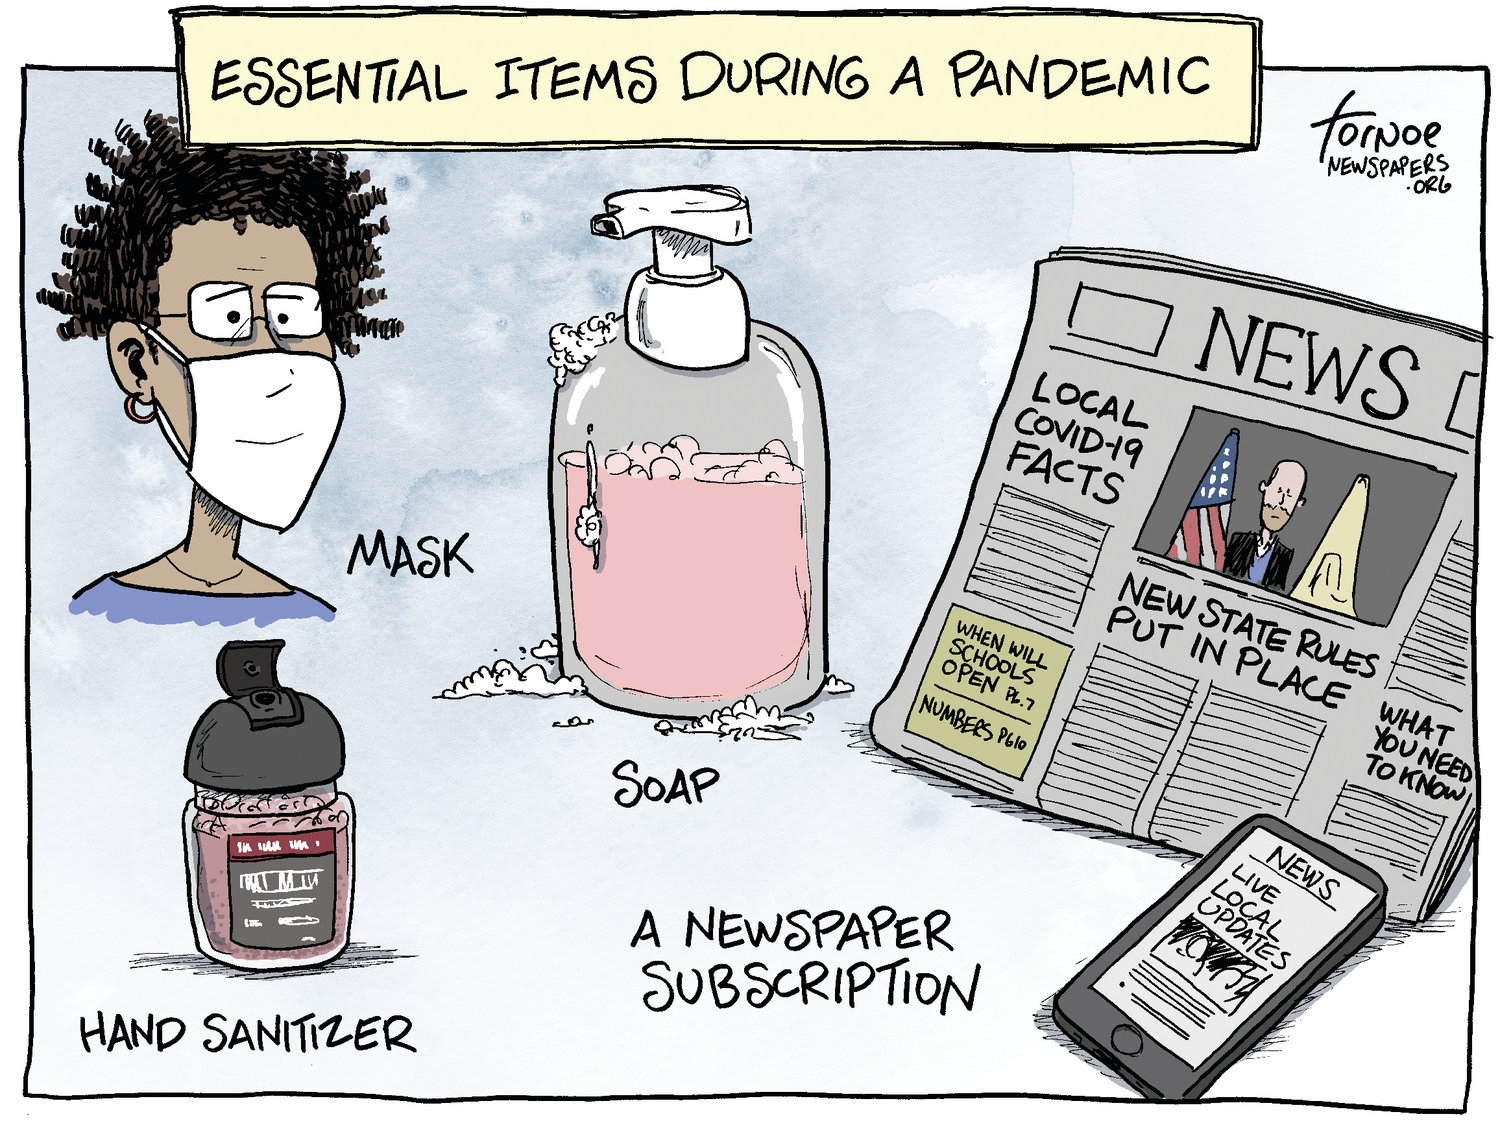 ESSENTIAL ITEMS DURING A PANDEMIC
tornoe
NEWSPAPERS
.ORG
MASK
HAND SANITIZER
SOAP
A NEWSPAPER
SUBSCRIPTION
NEWS
LOCAL
COVID-19
FACTS
NEW STATE RULES
PUT IN PLACE
WHEN WILL
SCHOOLS
OPEN PG.7
NUMBERS PG10
WHAT
YOU NEED
TO KNOW
NEWS
LIVE
LOCAL
UPDATES